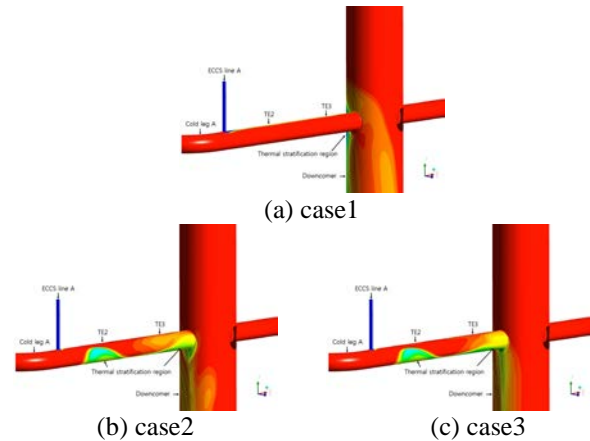 ECCS line A
Cold leg A
TE2
TE3
Thermal stratification region
Downcomer
(a) case1
ECCS line A
Cold leg A
TE2
TE3
Thermal stratification region
Downcomer
(b) case2
ECCS line A
Cold leg A
TE2
TE3
Thermal stratification region
Downcomer
(c) case3